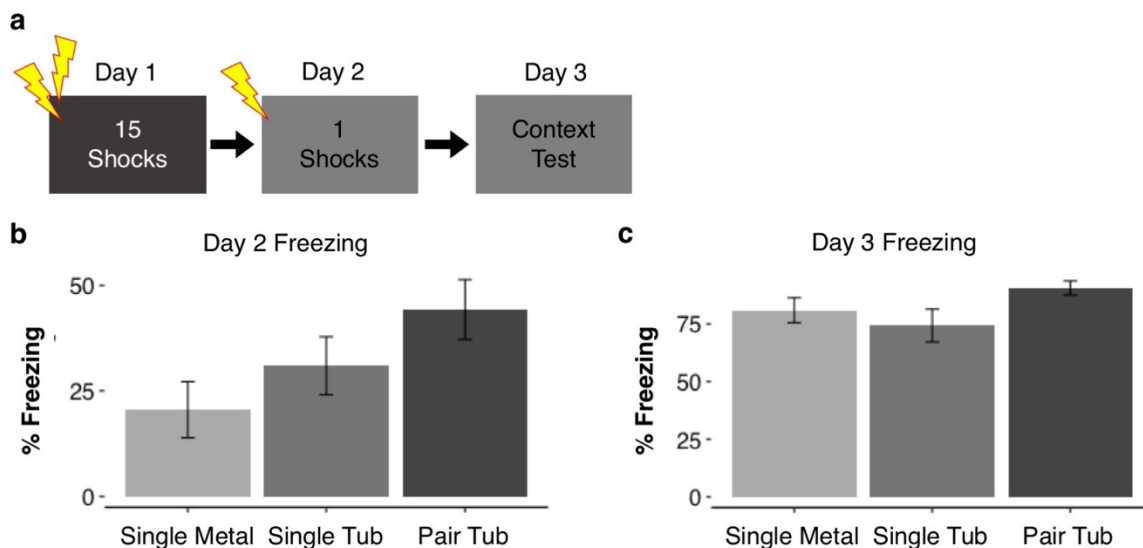 a
Day 1
Day 2
Day 3
15
Shocks
1
Shocks
Context
Test
b
Day 2 Freezing
% Freezing
50
25
0
Single Metal
Single Tub
Pair Tub
c
Day 3 Freezing
% Freezing
75
50
25
0
Single Metal
Single Tub
Pair Tub